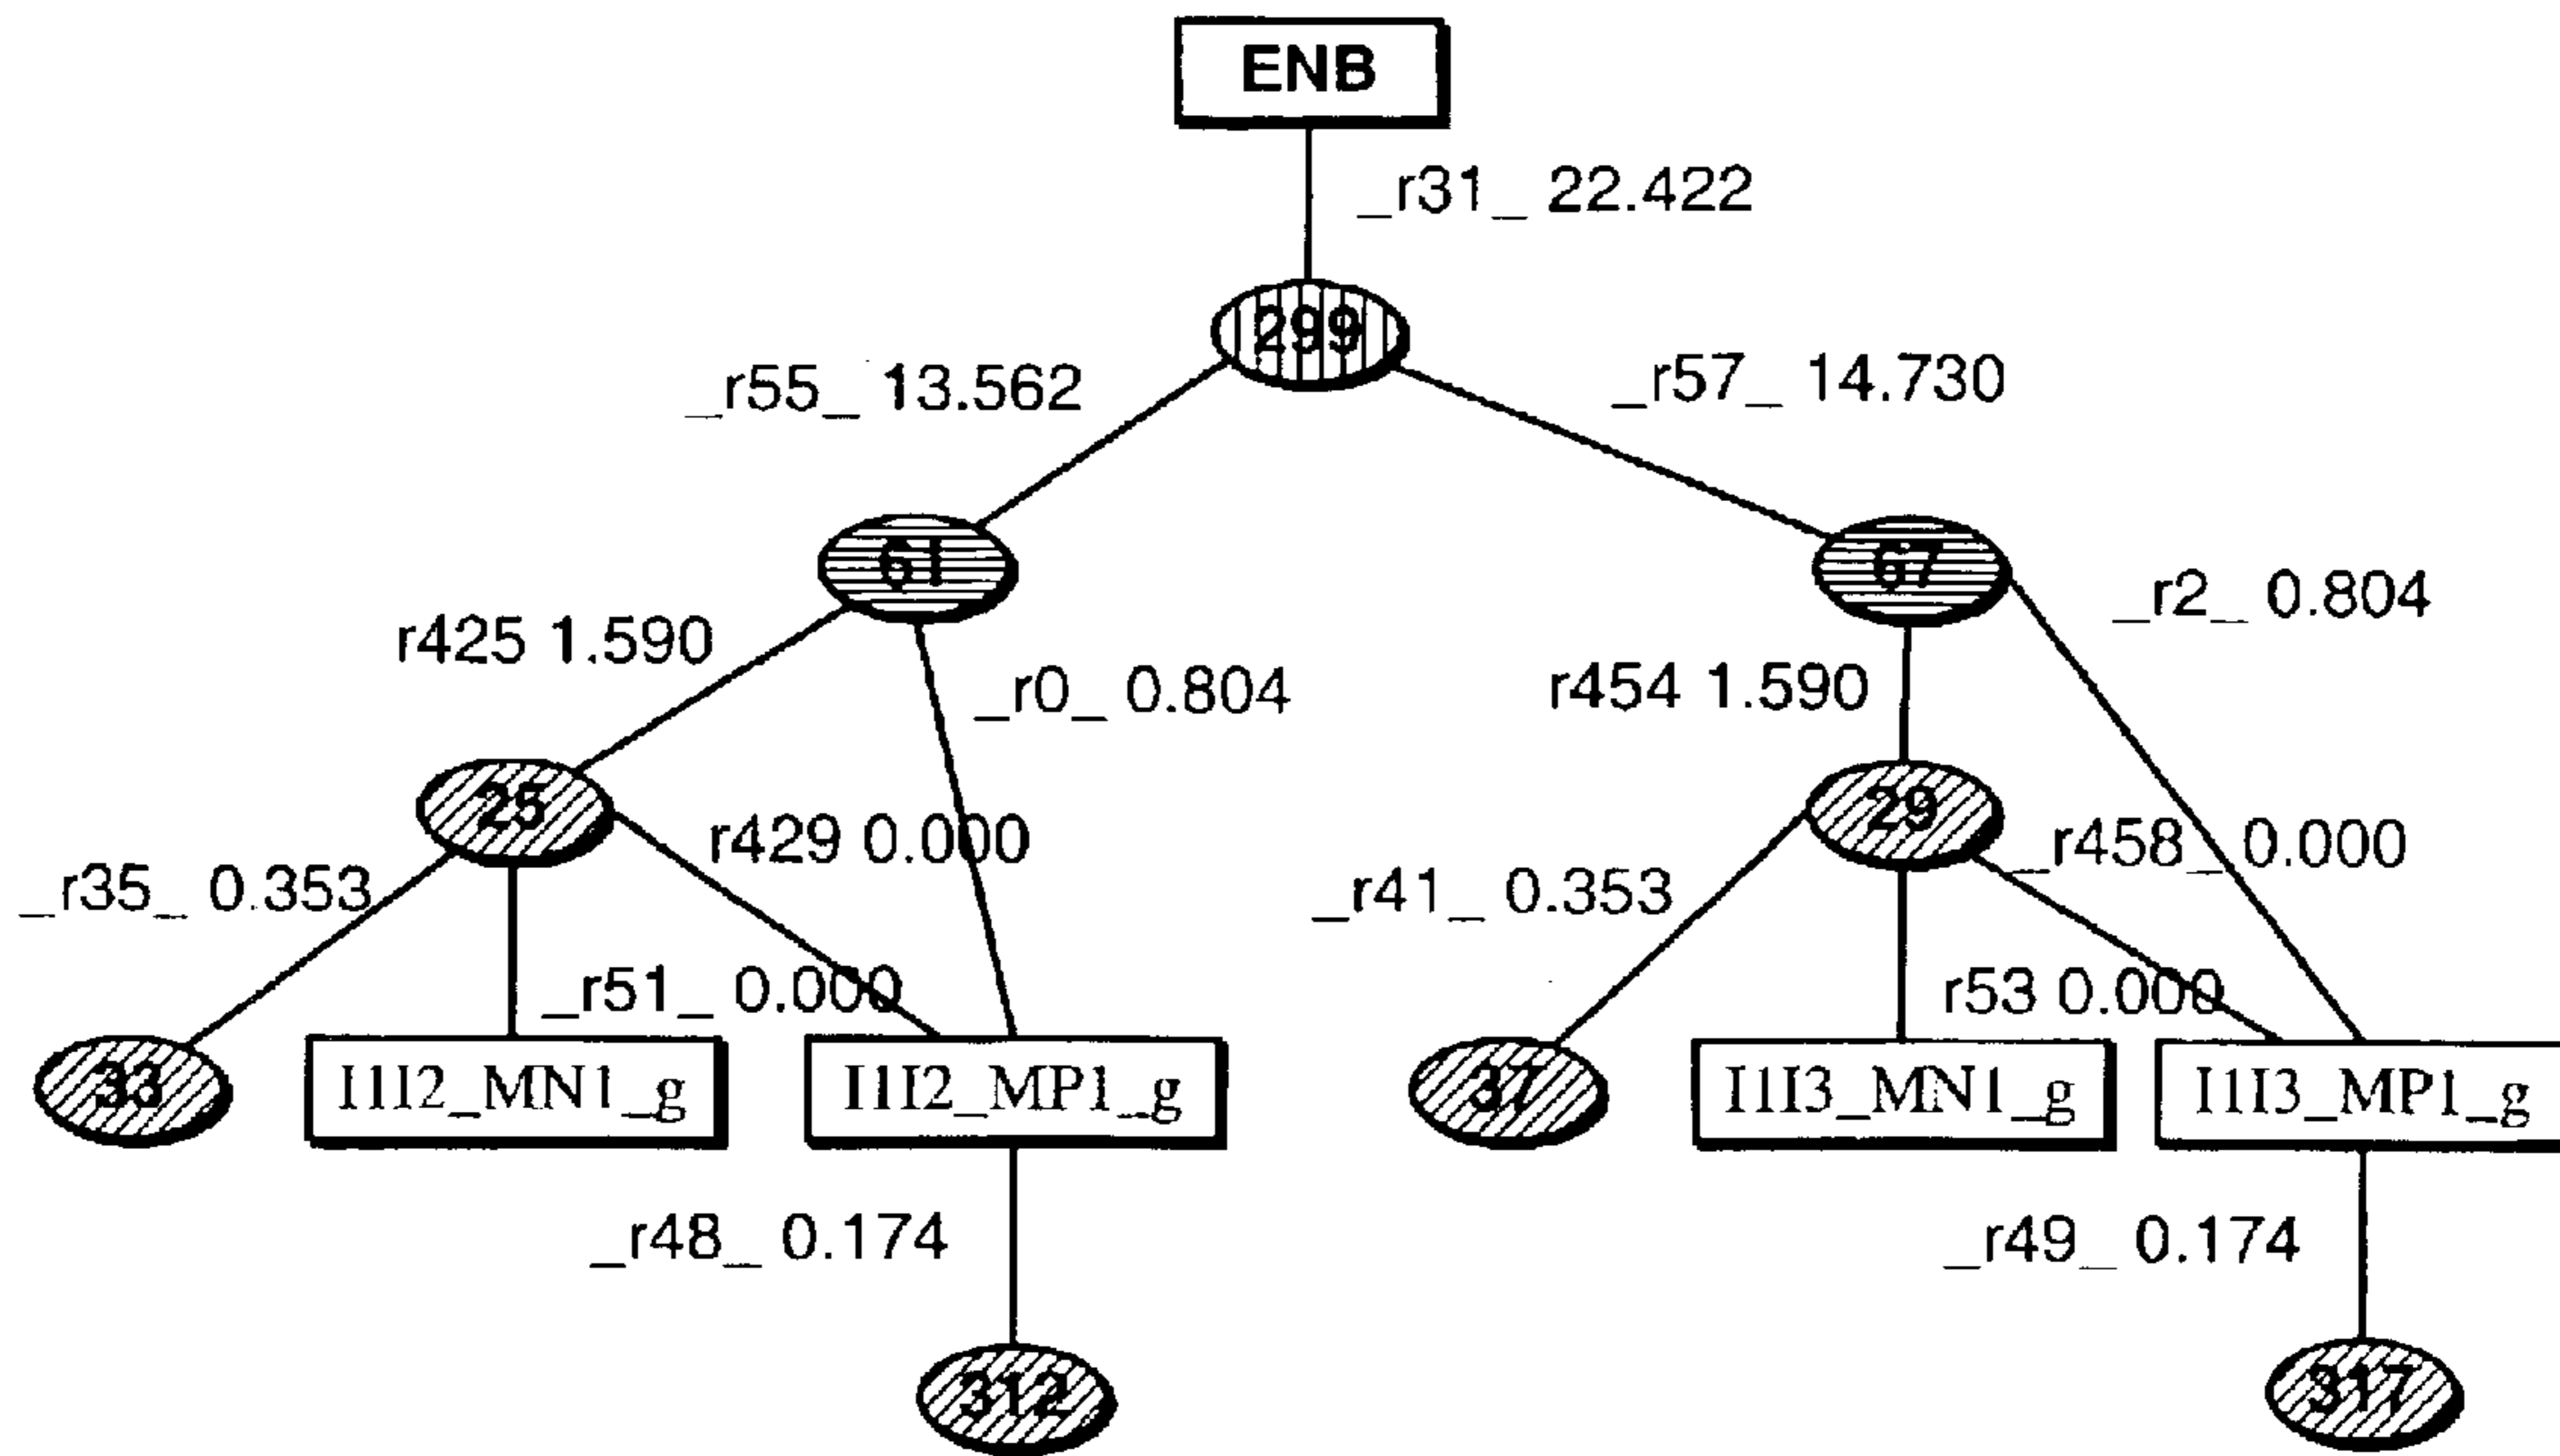 ENB
_r31_ 22.422
299
_r55_ 13.562
_r57_ 14.730
61
67
_r2_ 0.804
r425 1.590
_r0_ 0.804
r454 1.590
25
29
r429 0.000
_r458_ 0.000
_r35_ 0.353
_r41_ 0.353
_r51_ 0.000
r53 0.000
33
I1I2_MN1_g
I1I2_MP1_g
37
I1I3_MN1_g
I1I3_MP1_g
_r48_ 0.174
_r49_ 0.174
312
317